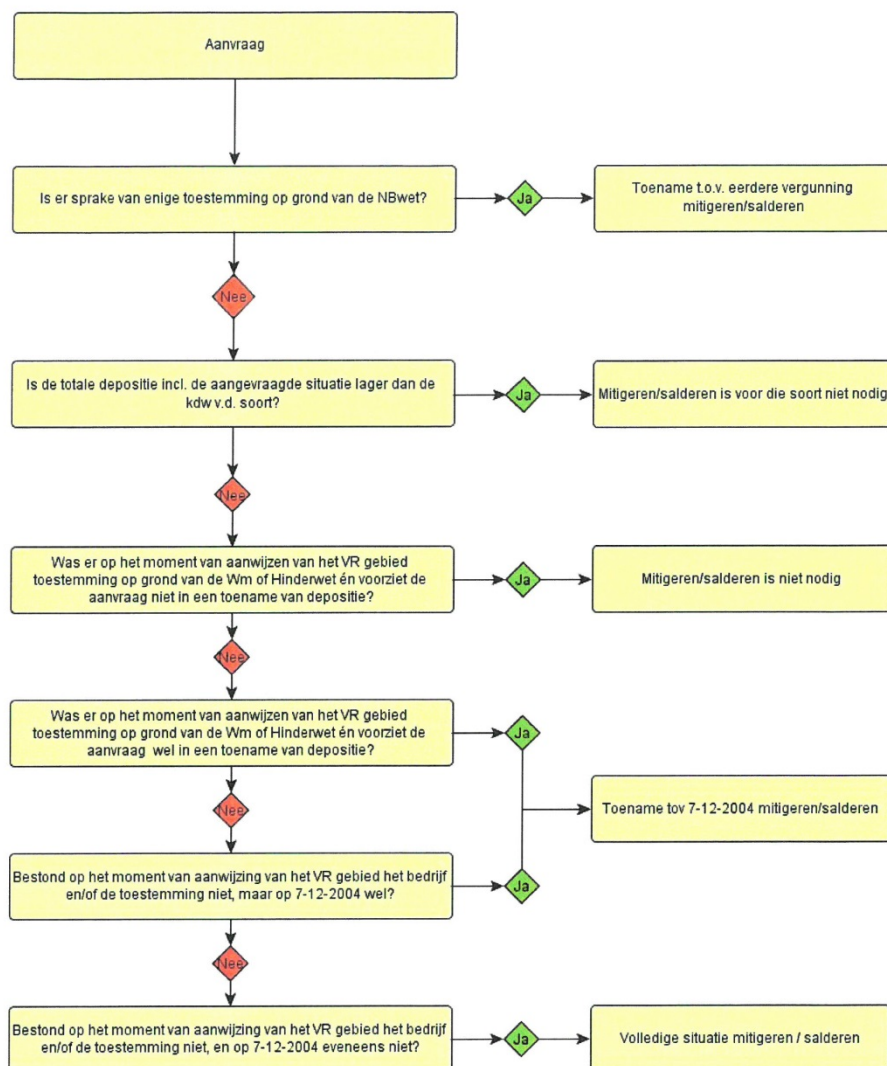 Aanvraag
Is er sprake van enige toestemming op grond van de NBwet?
Ja
Toename t.o.v. eerdere vergunning
mitigeren/salderen
Nee
Is de totale depositie incl. de aangevraagde situatie lager dan de
kdw v.d. soort?
Ja
Mitigeren/salderen is voor die soort niet nodig
Nee
Was er op het moment van aanwijzen van het VR gebied
toestemming op grond van de Wm of Hinderwet én voorziet de
aanvraag niet in een toename van depositie?
Ja
Mitigeren/salderen is niet nodig
Nee
Was er op het moment van aanwijzen van het VR gebied
toestemming op grond van de Wm of Hinderwet én voorziet de
aanvraag wel in een toename van depositie?
Ja
Toename tov 7-12-2004 mitigeren/salderen
Nee
Bestond op het moment van aanwijzing van het VR gebied het bedrijf
en/of de toestemming niet, maar op 7-12-2004 wel?
Ja
Nee
Bestond op het moment van aanwijzing van het VR gebied het bedrijf
en/of de toestemming niet, en op 7-12-2004 eveneens niet?
Ja
Volledige situatie mitigeren / salderen